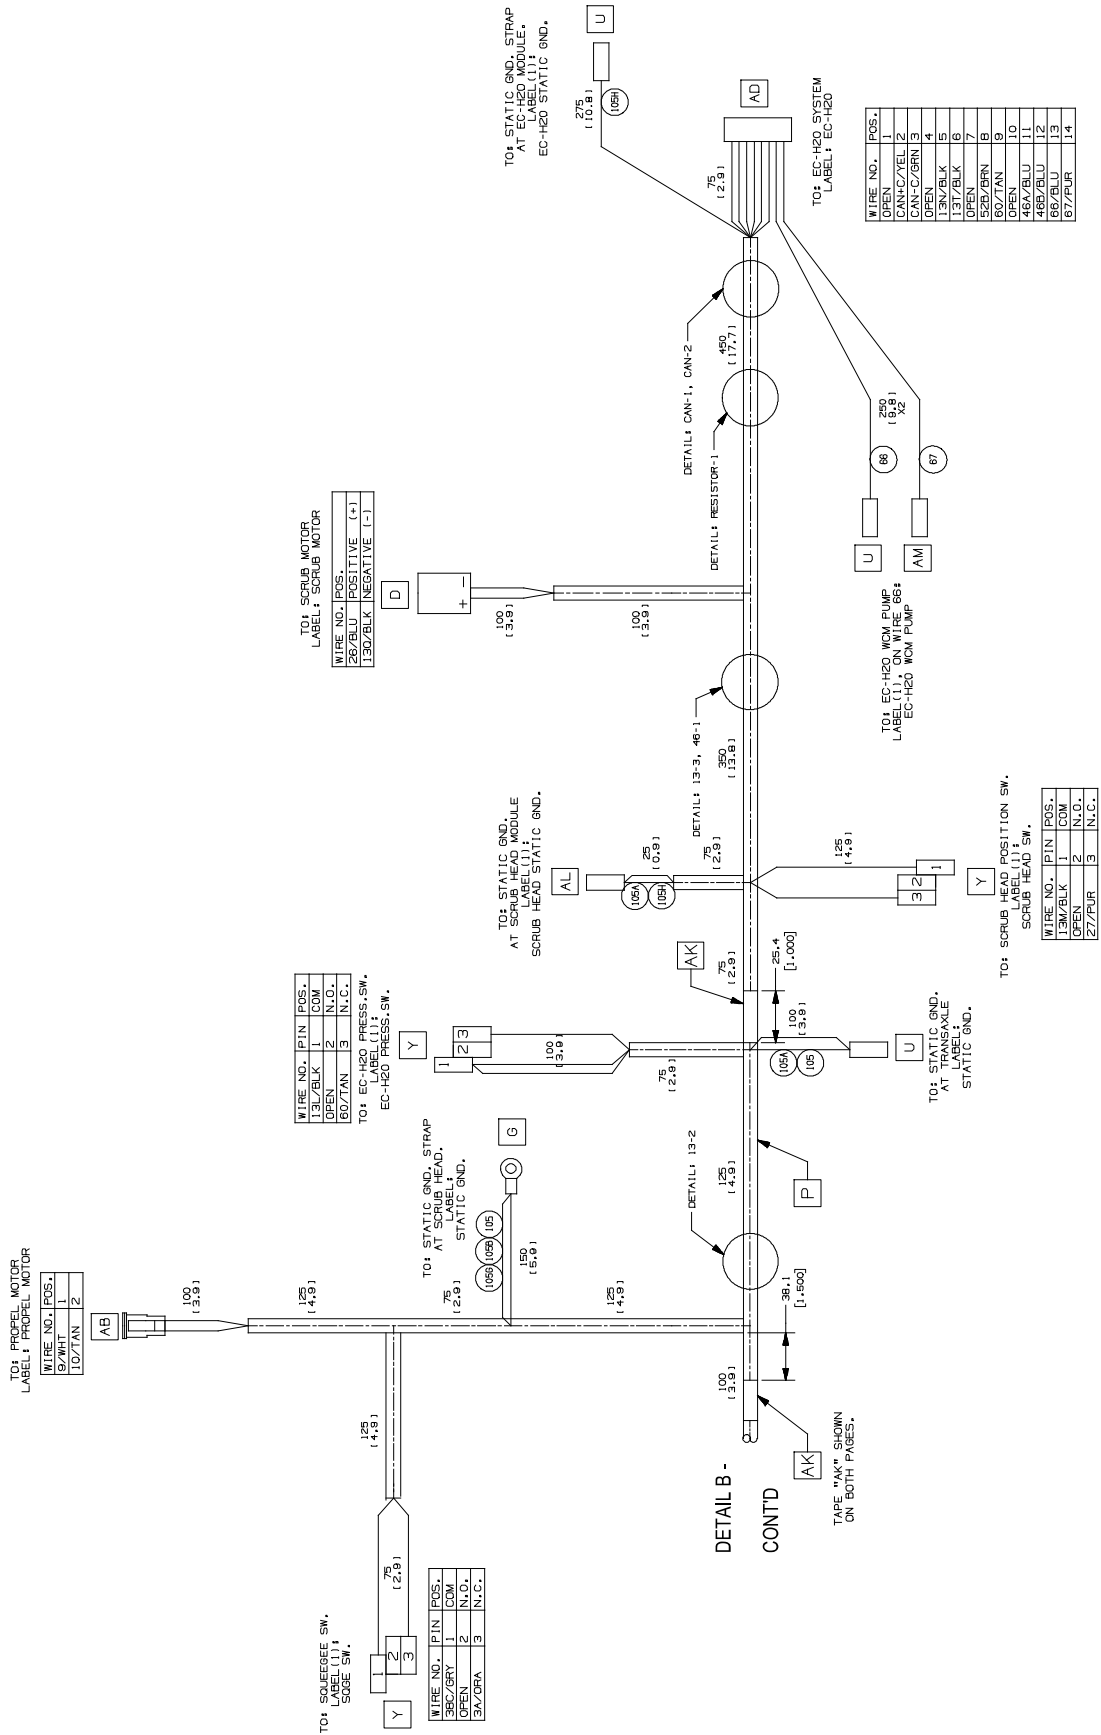 TO: PROPEL MOTOR
LABEL: PROPEL MOTOR
WIRE NO. POS.
9/WHT 1
10/TAN 2
AB
100
[3.9]
125
[4.9]
75
[2.9]
125
[4.9]
125
[4.9]
TO: SQUEEGEE SW.
LABEL(1):
SQGE SW.
1
2
3
75
[2.9]
Y
WIRE NO. PIN POS.
38C/GRY 1 COM
OPEN 2 N.O.
3A/ORA 3 N.C.
TO: STATIC GND. STRAP
AT SCRUB HEAD.
LABEL:
STATIC GND.
105G 105B 105
150
[5.9]
G
DETAIL B -
CONT'D
AK
TAPE "AK" SHOWN
ON BOTH PAGES.
100
[3.9]
38.1
[1.500]
DETAIL: 13-2
125
[4.9]
P
WIRE NO. PIN POS.
13L/BLK 1 COM
OPEN 2 N.O.
60/TAN 3 N.C.
TO: EC-H2O PRESS.SW.
LABEL(1):
EC-H2O PRESS.SW.
Y
1
2 3
100
[3.9]
75
[2.9]
105A 105
100
[3.9]
U
TO: STATIC GND.
AT TRANSAXLE
LABEL:
STATIC GND.
25.4
[1.000]
AK
75
[2.9]
TO: STATIC GND.
AT SCRUB HEAD MODULE
LABEL(1):
SCRUB HEAD STATIC GND.
AL
105A 105H
25
[0.9]
75
[2.9]
125
[4.9]
3 2
1
Y
TO: SCRUB HEAD POSITION SW.
LABEL(1):
SCRUB HEAD SW.
WIRE NO. PIN POS.
13M/BLK 1 COM
OPEN 2 N.O.
27/PUR 3 N.C.
350
[13.8]
DETAIL: 13-3, 46-1
TO: SCRUB MOTOR
LABEL: SCRUB MOTOR
WIRE NO. POS.
26/BLU POSITIVE (+)
13Q/BLK NEGATIVE (-)
D
+ -
100
[3.9]
100
[3.9]
DETAIL: RESISTOR-1
DETAIL: CAN-1, CAN-2
450
[17.7]
TO: STATIC GND. STRAP
AT EC-H2O MODULE.
LABEL(1):
EC-H2O STATIC GND.
U
275
[10.8]
105H
75
[2.9]
AD
TO: EC-H2O SYSTEM
LABEL: EC-H2O
WIRE NO. POS.
OPEN 1
CAN+C/YEL 2
CAN-C/GRN 3
OPEN 4
13N/BLK 5
13T/BLK 6
OPEN 7
52B/BRN 8
60/TAN 9
OPEN 10
46A/BLU 11
46B/BLU 12
66/BLU 13
67/PUR 14
250
[9.8]
X2
66
67
U
AM
TO: EC-H2O WCM PUMP
LABEL(1), ON WIRE 66:
EC-H2O WCM PUMP